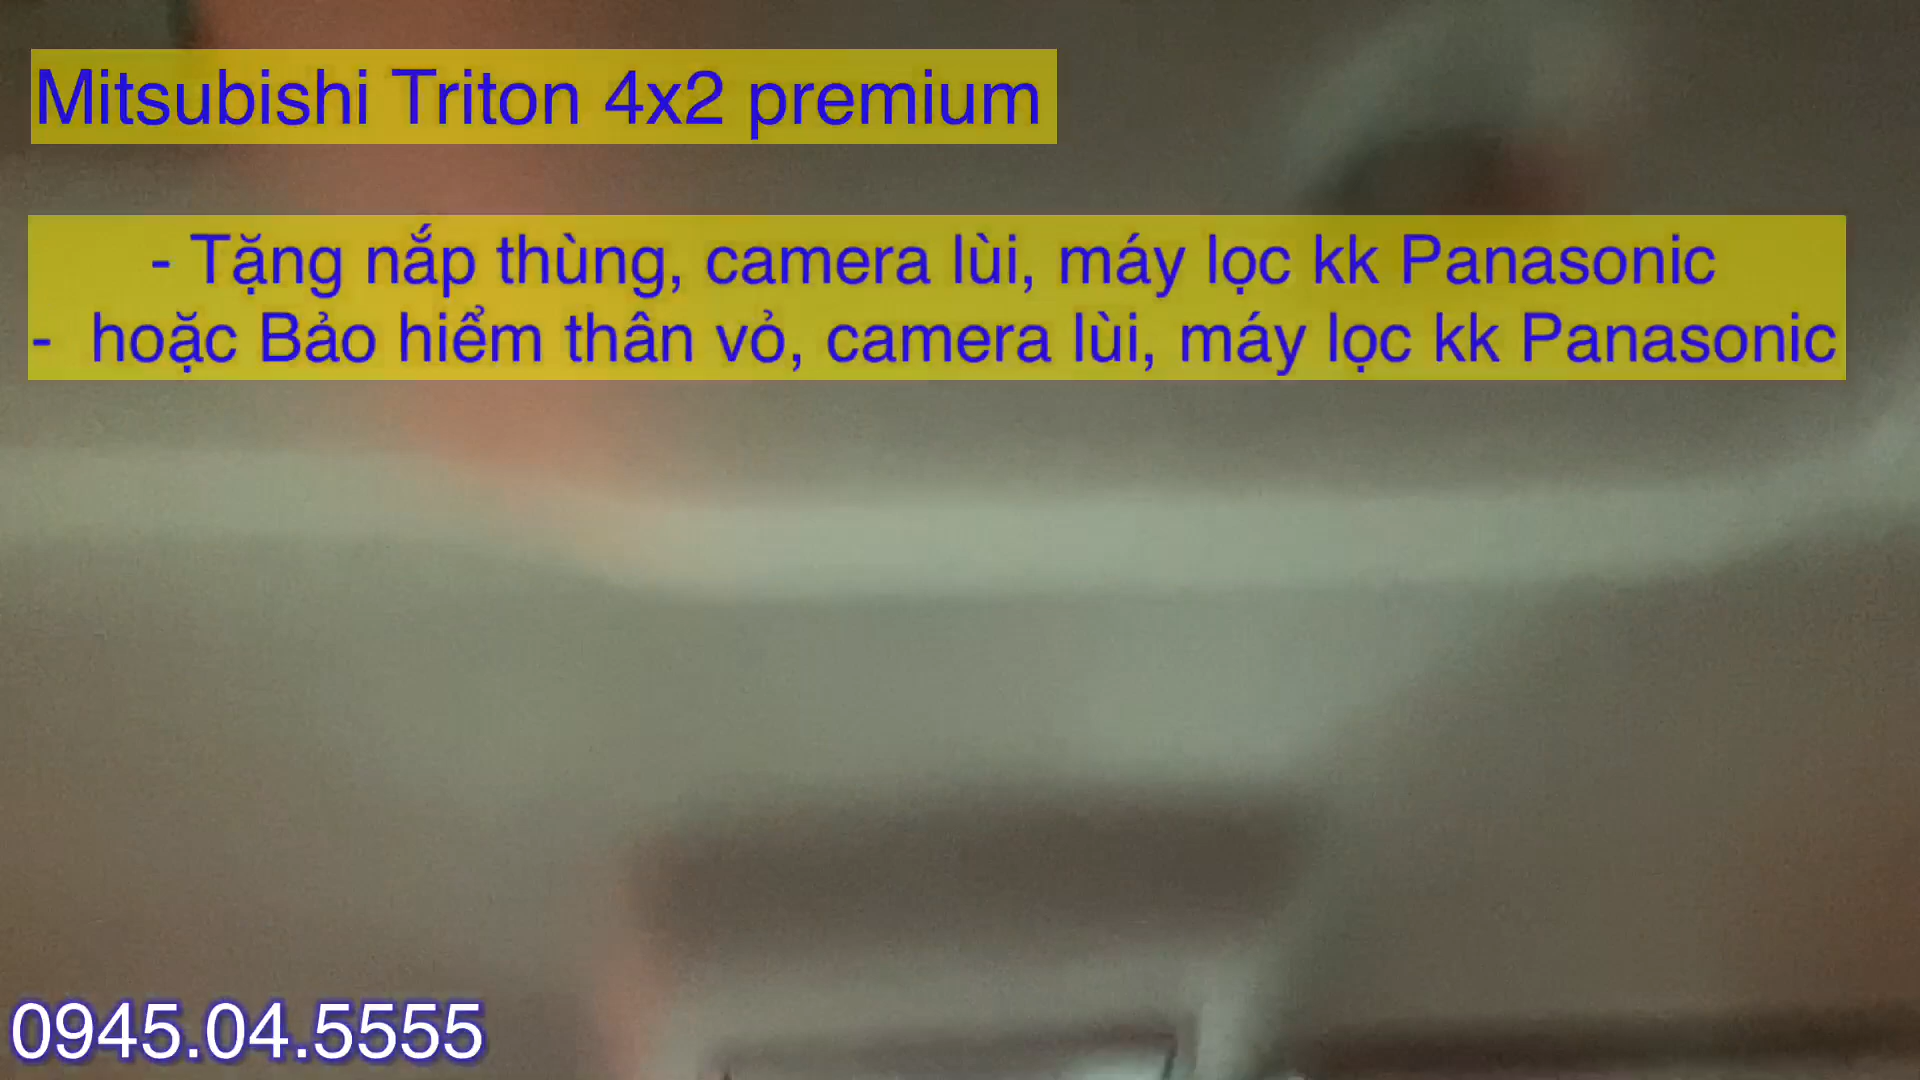 Mitsubishi Triton 4x2 premium
- Tặng nắp thùng, camera lùi, máy lọc kk Panasonic
- hoặc Bảo hiểm thân vỏ, camera lùi, máy lọc kk Panasonic
0945.04.5555